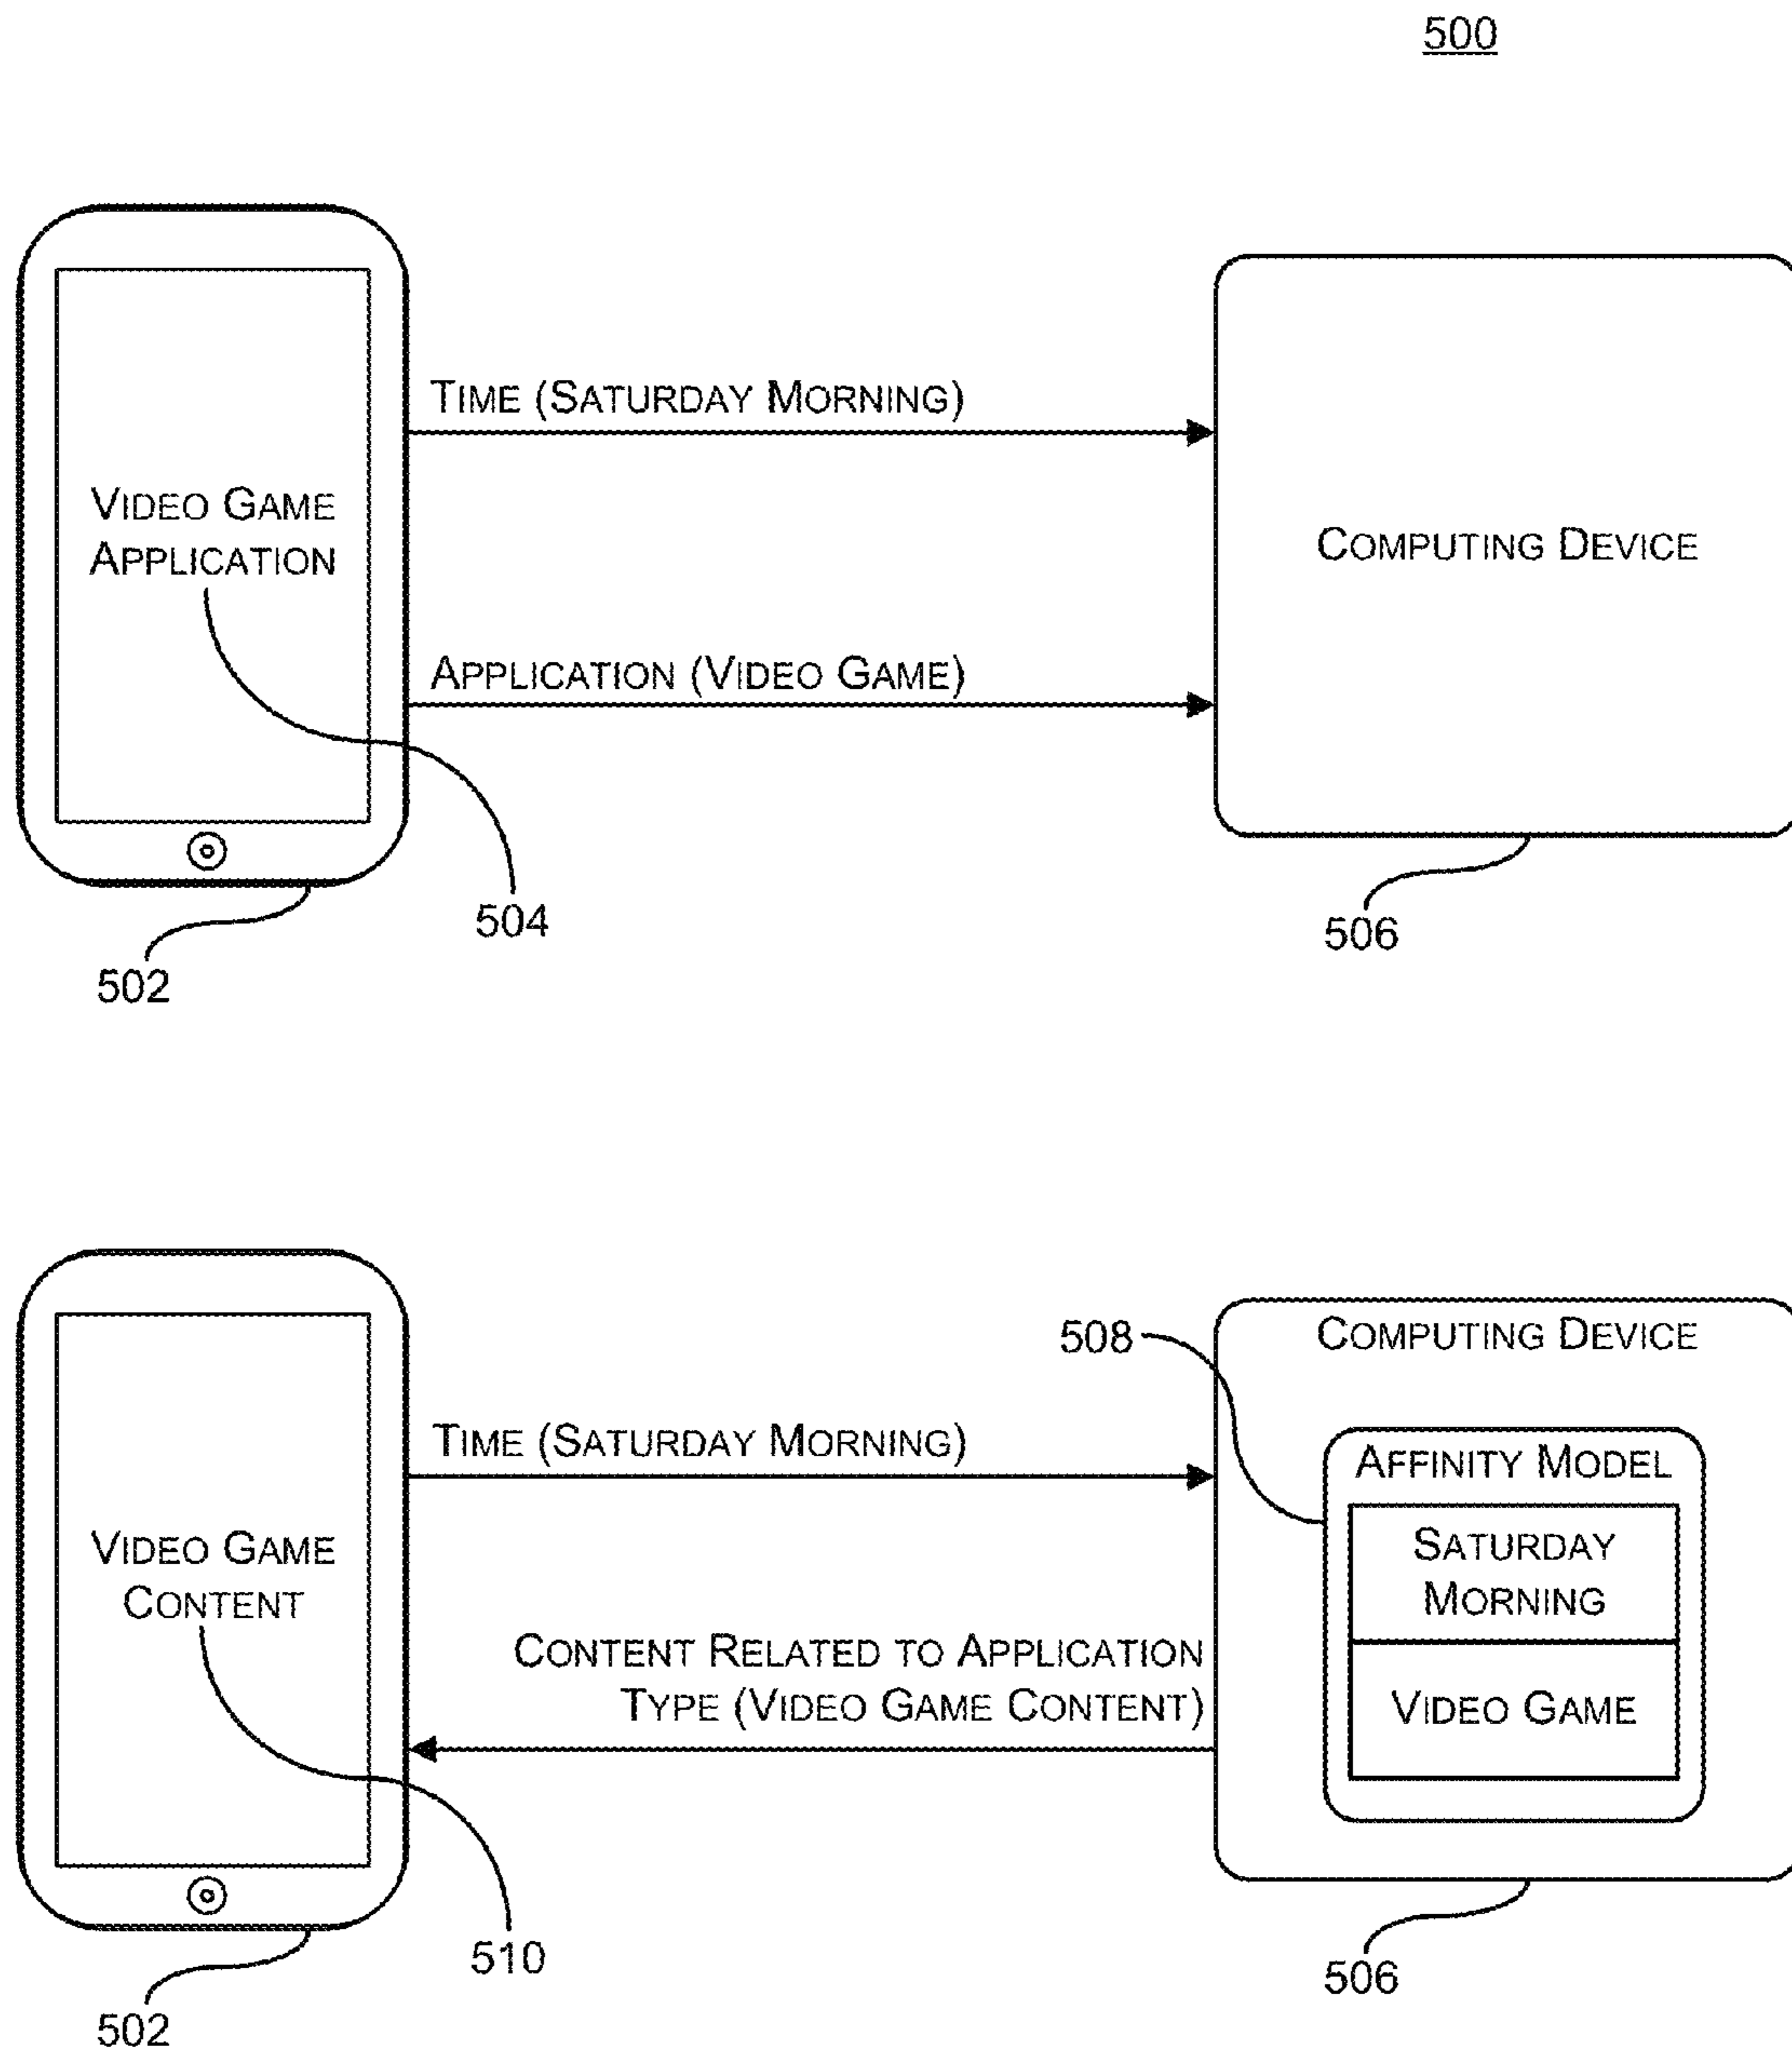 500
TIME (SATURDAY MORNING)
VIDEO GAME
APPLICATION
COMPUTING DEVICE
APPLICATION (VIDEO GAME)
504
506
502
508
COMPUTING DEVICE
TIME (SATURDAY MORNING)
AFFINITY MODEL
SATURDAY
MORNING
VIDEO GAME
CONTENT
CONTENT RELATED TO APPLICATION
TYPE (VIDEO GAME CONTENT)
VIDEO GAME
510
506
502